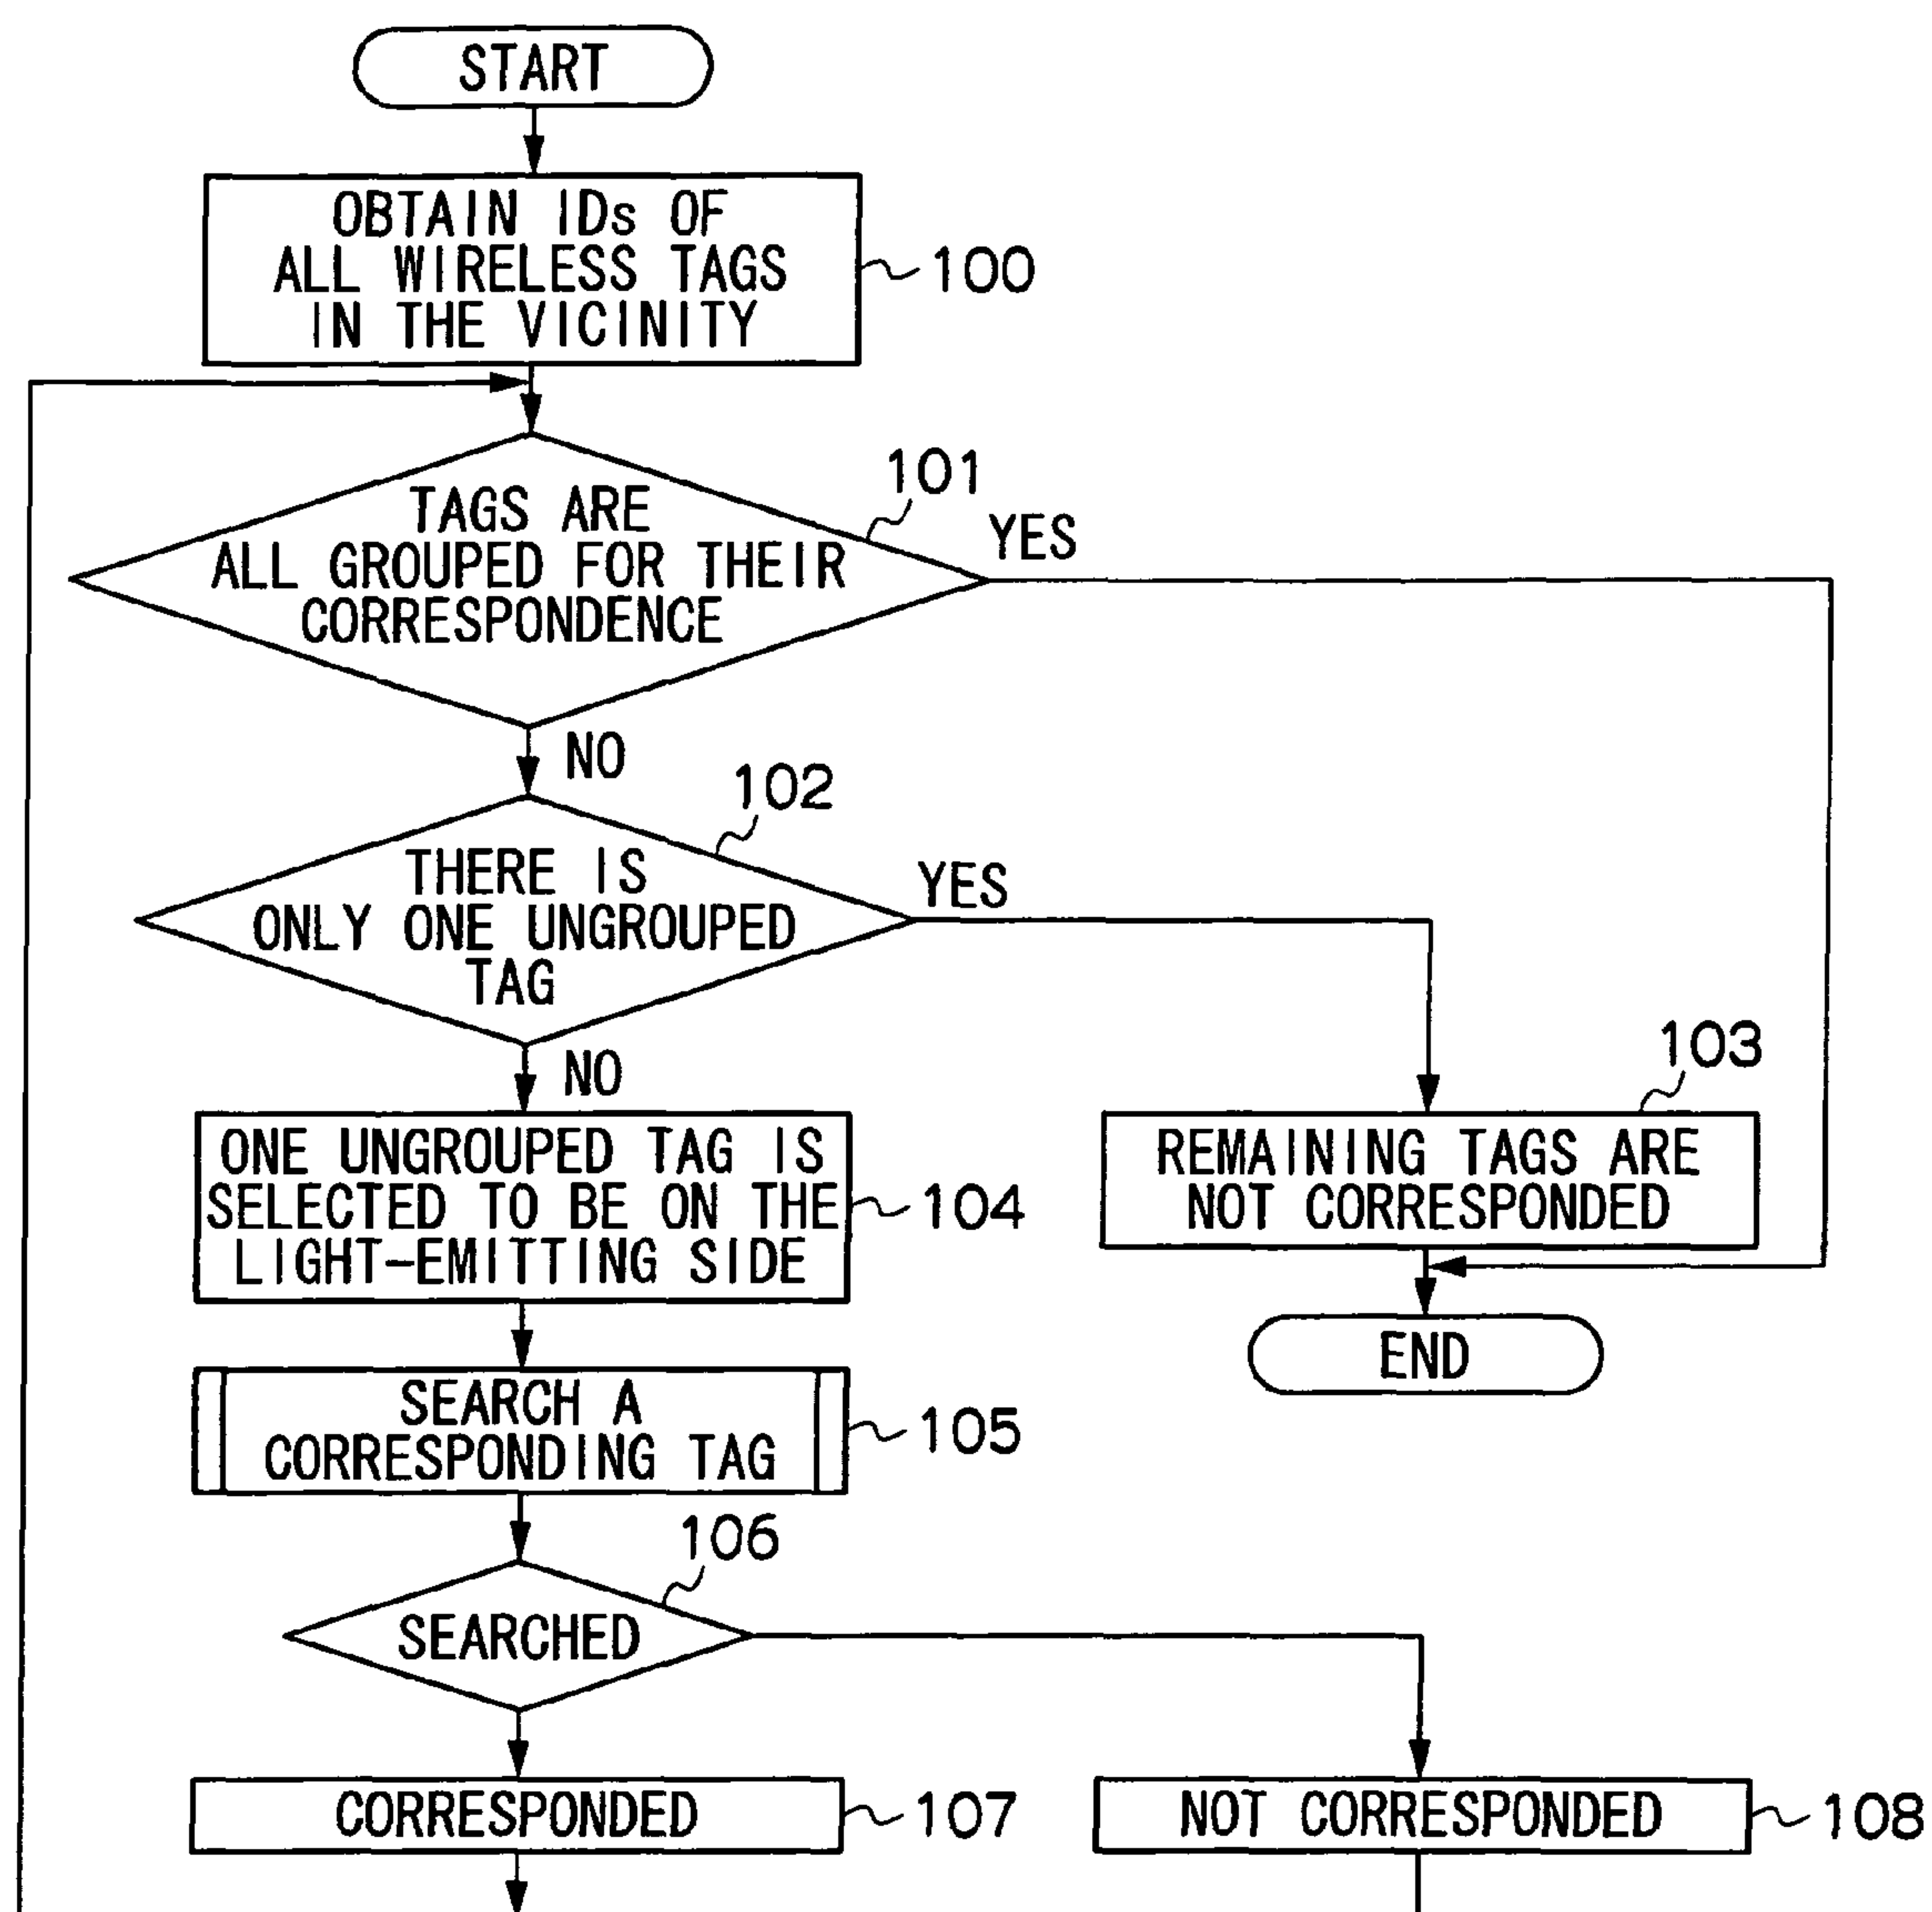 START
OBTAIN IDs OF
ALL WIRELESS TAGS
IN THE VICINITY
100
101
TAGS ARE
ALL GROUPED FOR THEIR
CORRESPONDENCE
YES
NO
102
THERE IS
ONLY ONE UNGROUPED
TAG
YES
NO
103
REMAINING TAGS ARE
NOT CORRESPONDED
ONE UNGROUPED TAG IS
SELECTED TO BE ON THE
LIGHT-EMITTING SIDE
104
END
SEARCH A
CORRESPONDING TAG
105
106
SEARCHED
CORRESPONDED
107
NOT CORRESPONDED
108